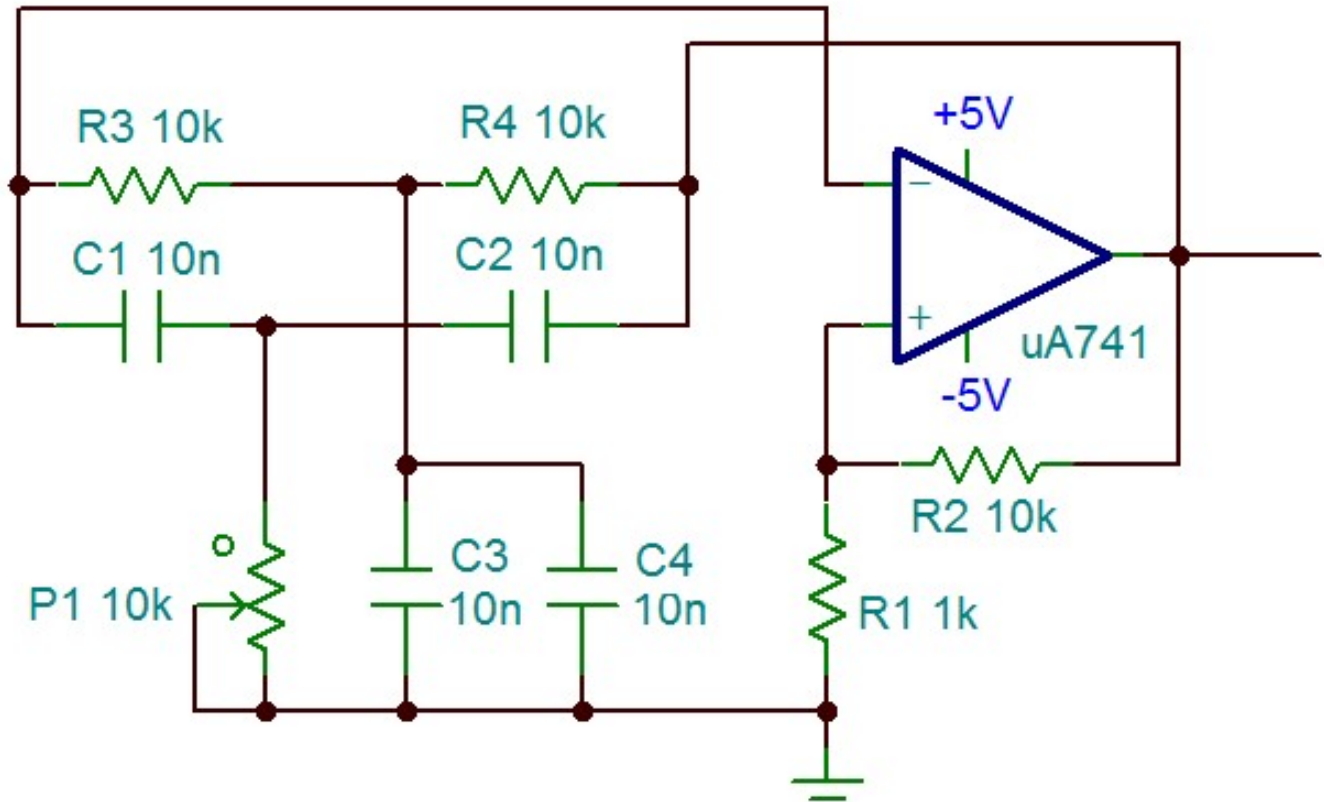 R3 10k
R4 10k
+5V
C1 10n
C2 10n
−
+
uA741
-5V
R2 10k
P1 10k
C3
10n
C4
10n
R1 1k